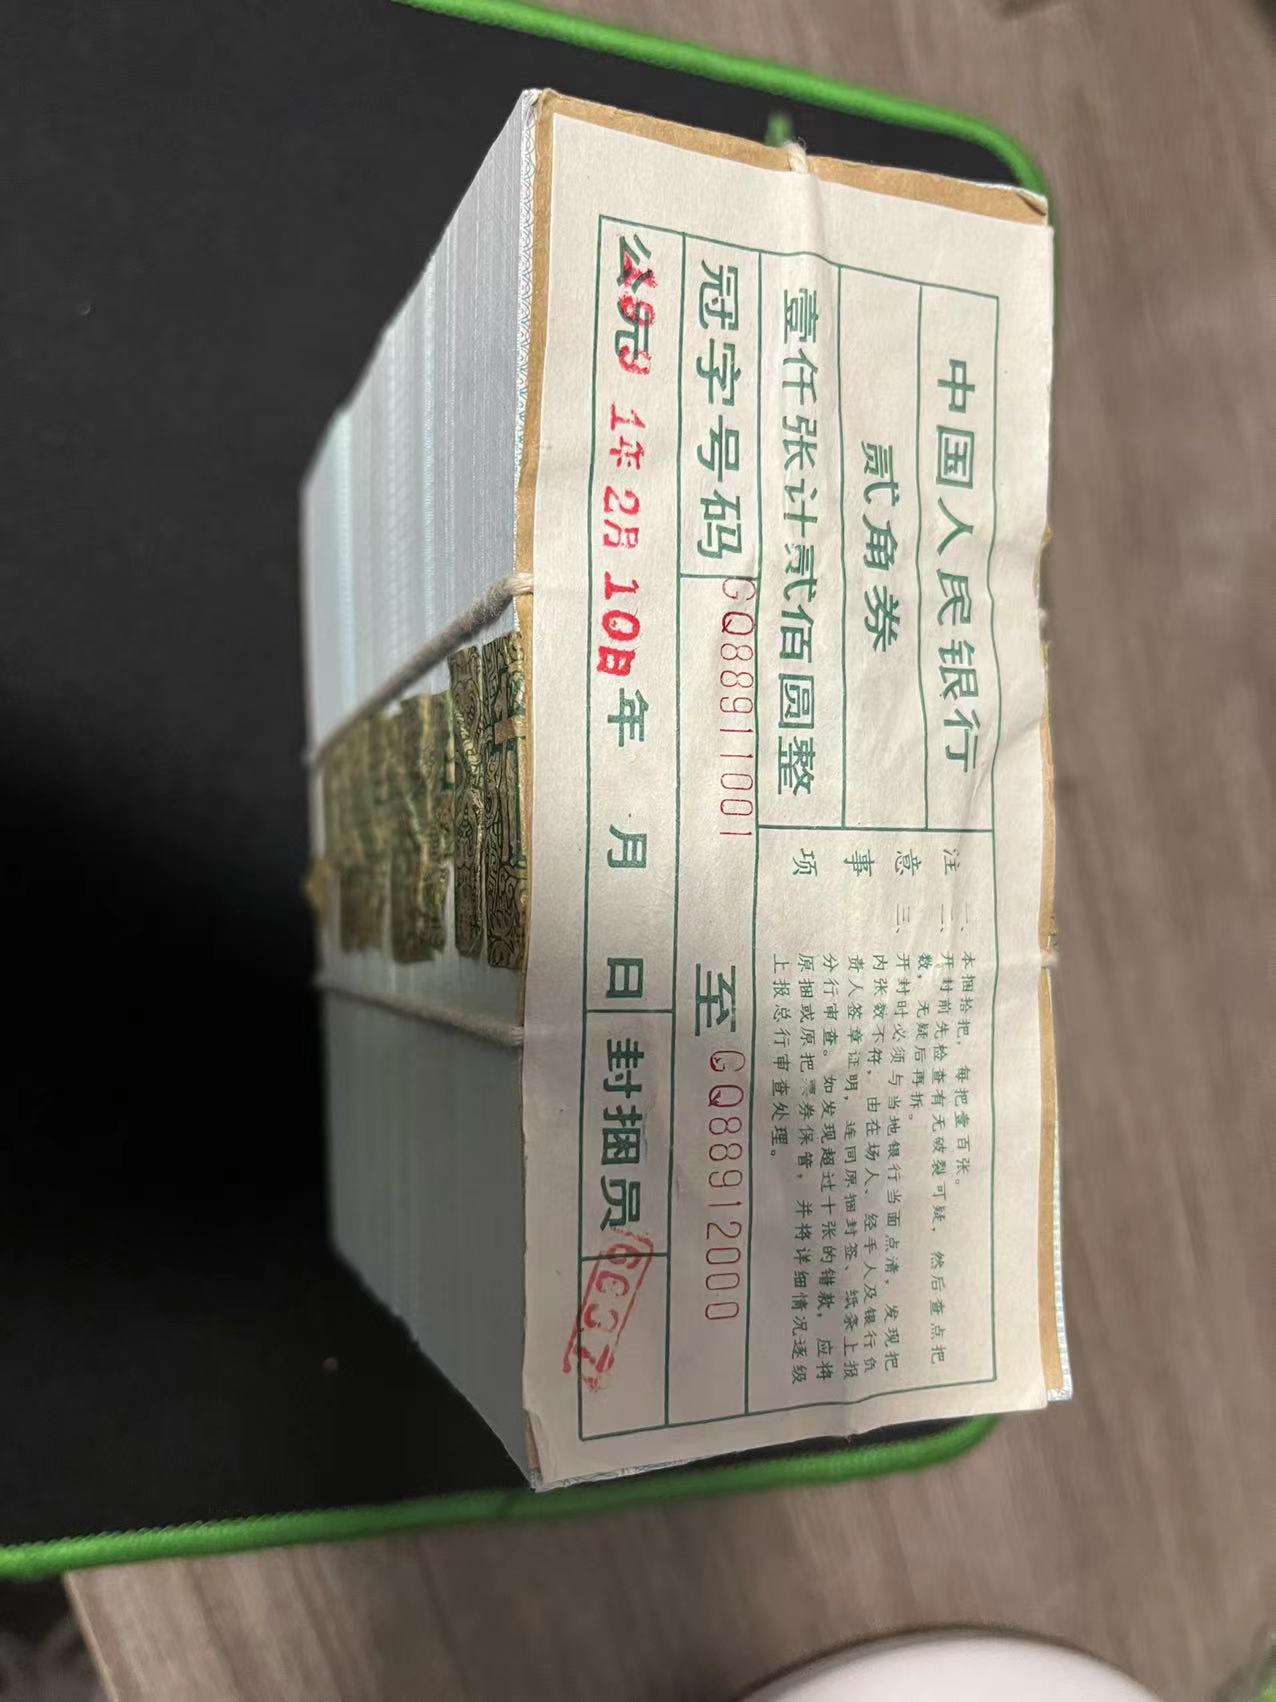 中国人民银行
贰角券
壹仟张计贰佰圆整
注意事项
一、本捆拾把，每把壹百张。
二、开封前先检查有无破裂可疑，然后查点把
数，无疑后再拆。
三、开封时必须与当地银行当面点清，发现把
内张数不符，由在场人、经手人及银行负
责人签章证明，连同原捆封签、纸条上报
分行审查。如发现超过十张的错款，应将
原捆或原把票券保管，并将详细情况逐级
上报总行审查处理。
冠字号码 GQ88911001 至 GQ88912000
公元 1年2月10日 年 月 日 封捆员